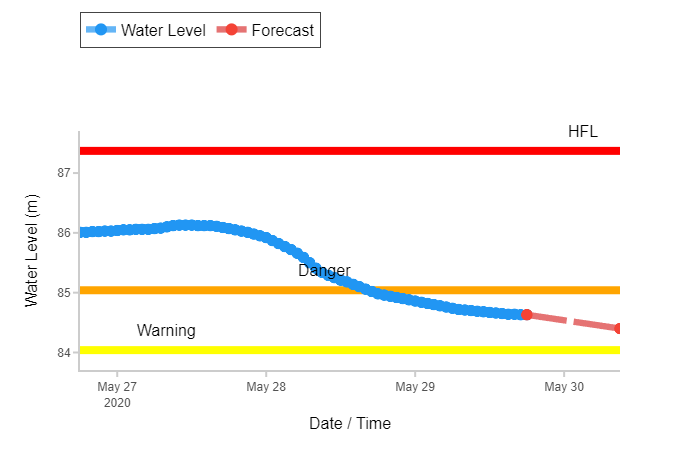 Water Level
Forecast
HFL
87
Water Level (m)
86
Danger
85
Warning
84
May 27
2020
May 28
May 29
May 30
Date / Time